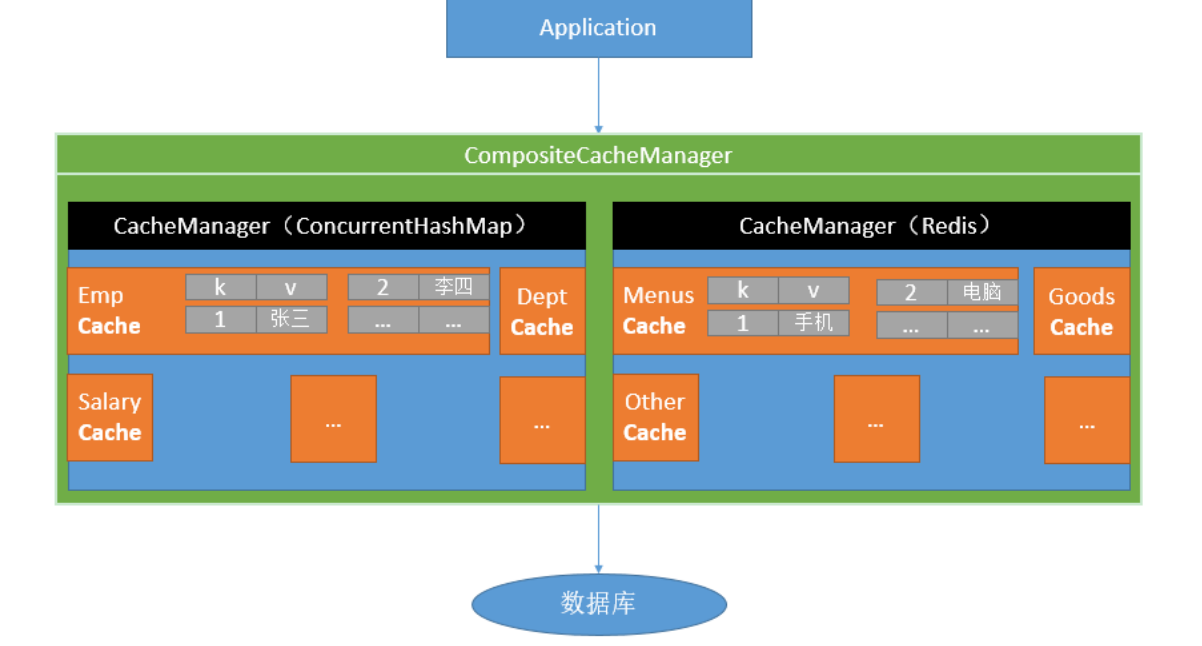 Application
CompositeCacheManager
CacheManager（ConcurrentHashMap）
Emp
Cache
k v
1 张三
2 李四
... ...
Dept
Cache
Salary
Cache
...
...
CacheManager（Redis）
Menus
Cache
k v
1 手机
2 电脑
... ...
Goods
Cache
Other
Cache
...
...
数据库